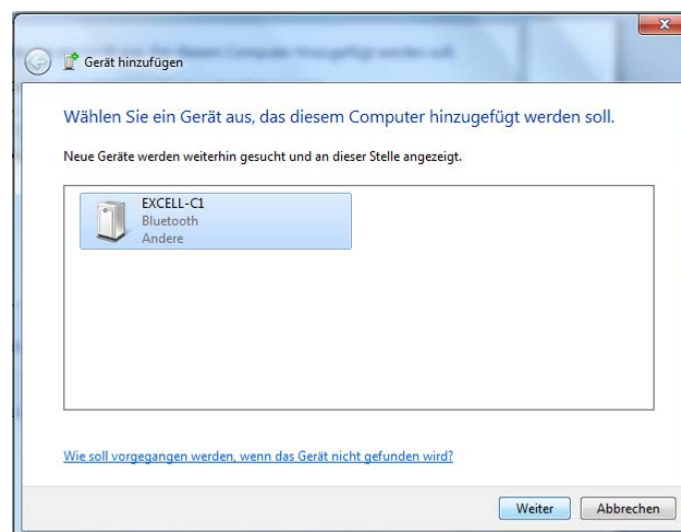 Gerät hinzufügen
Wählen Sie ein Gerät aus, das diesem Computer hinzugefügt werden soll.
Neue Geräte werden weiterhin gesucht und an dieser Stelle angezeigt.
EXCELL-C1
Bluetooth
Andere
Wie soll vorgegangen werden, wenn das Gerät nicht gefunden wird?
Weiter Abbrechen